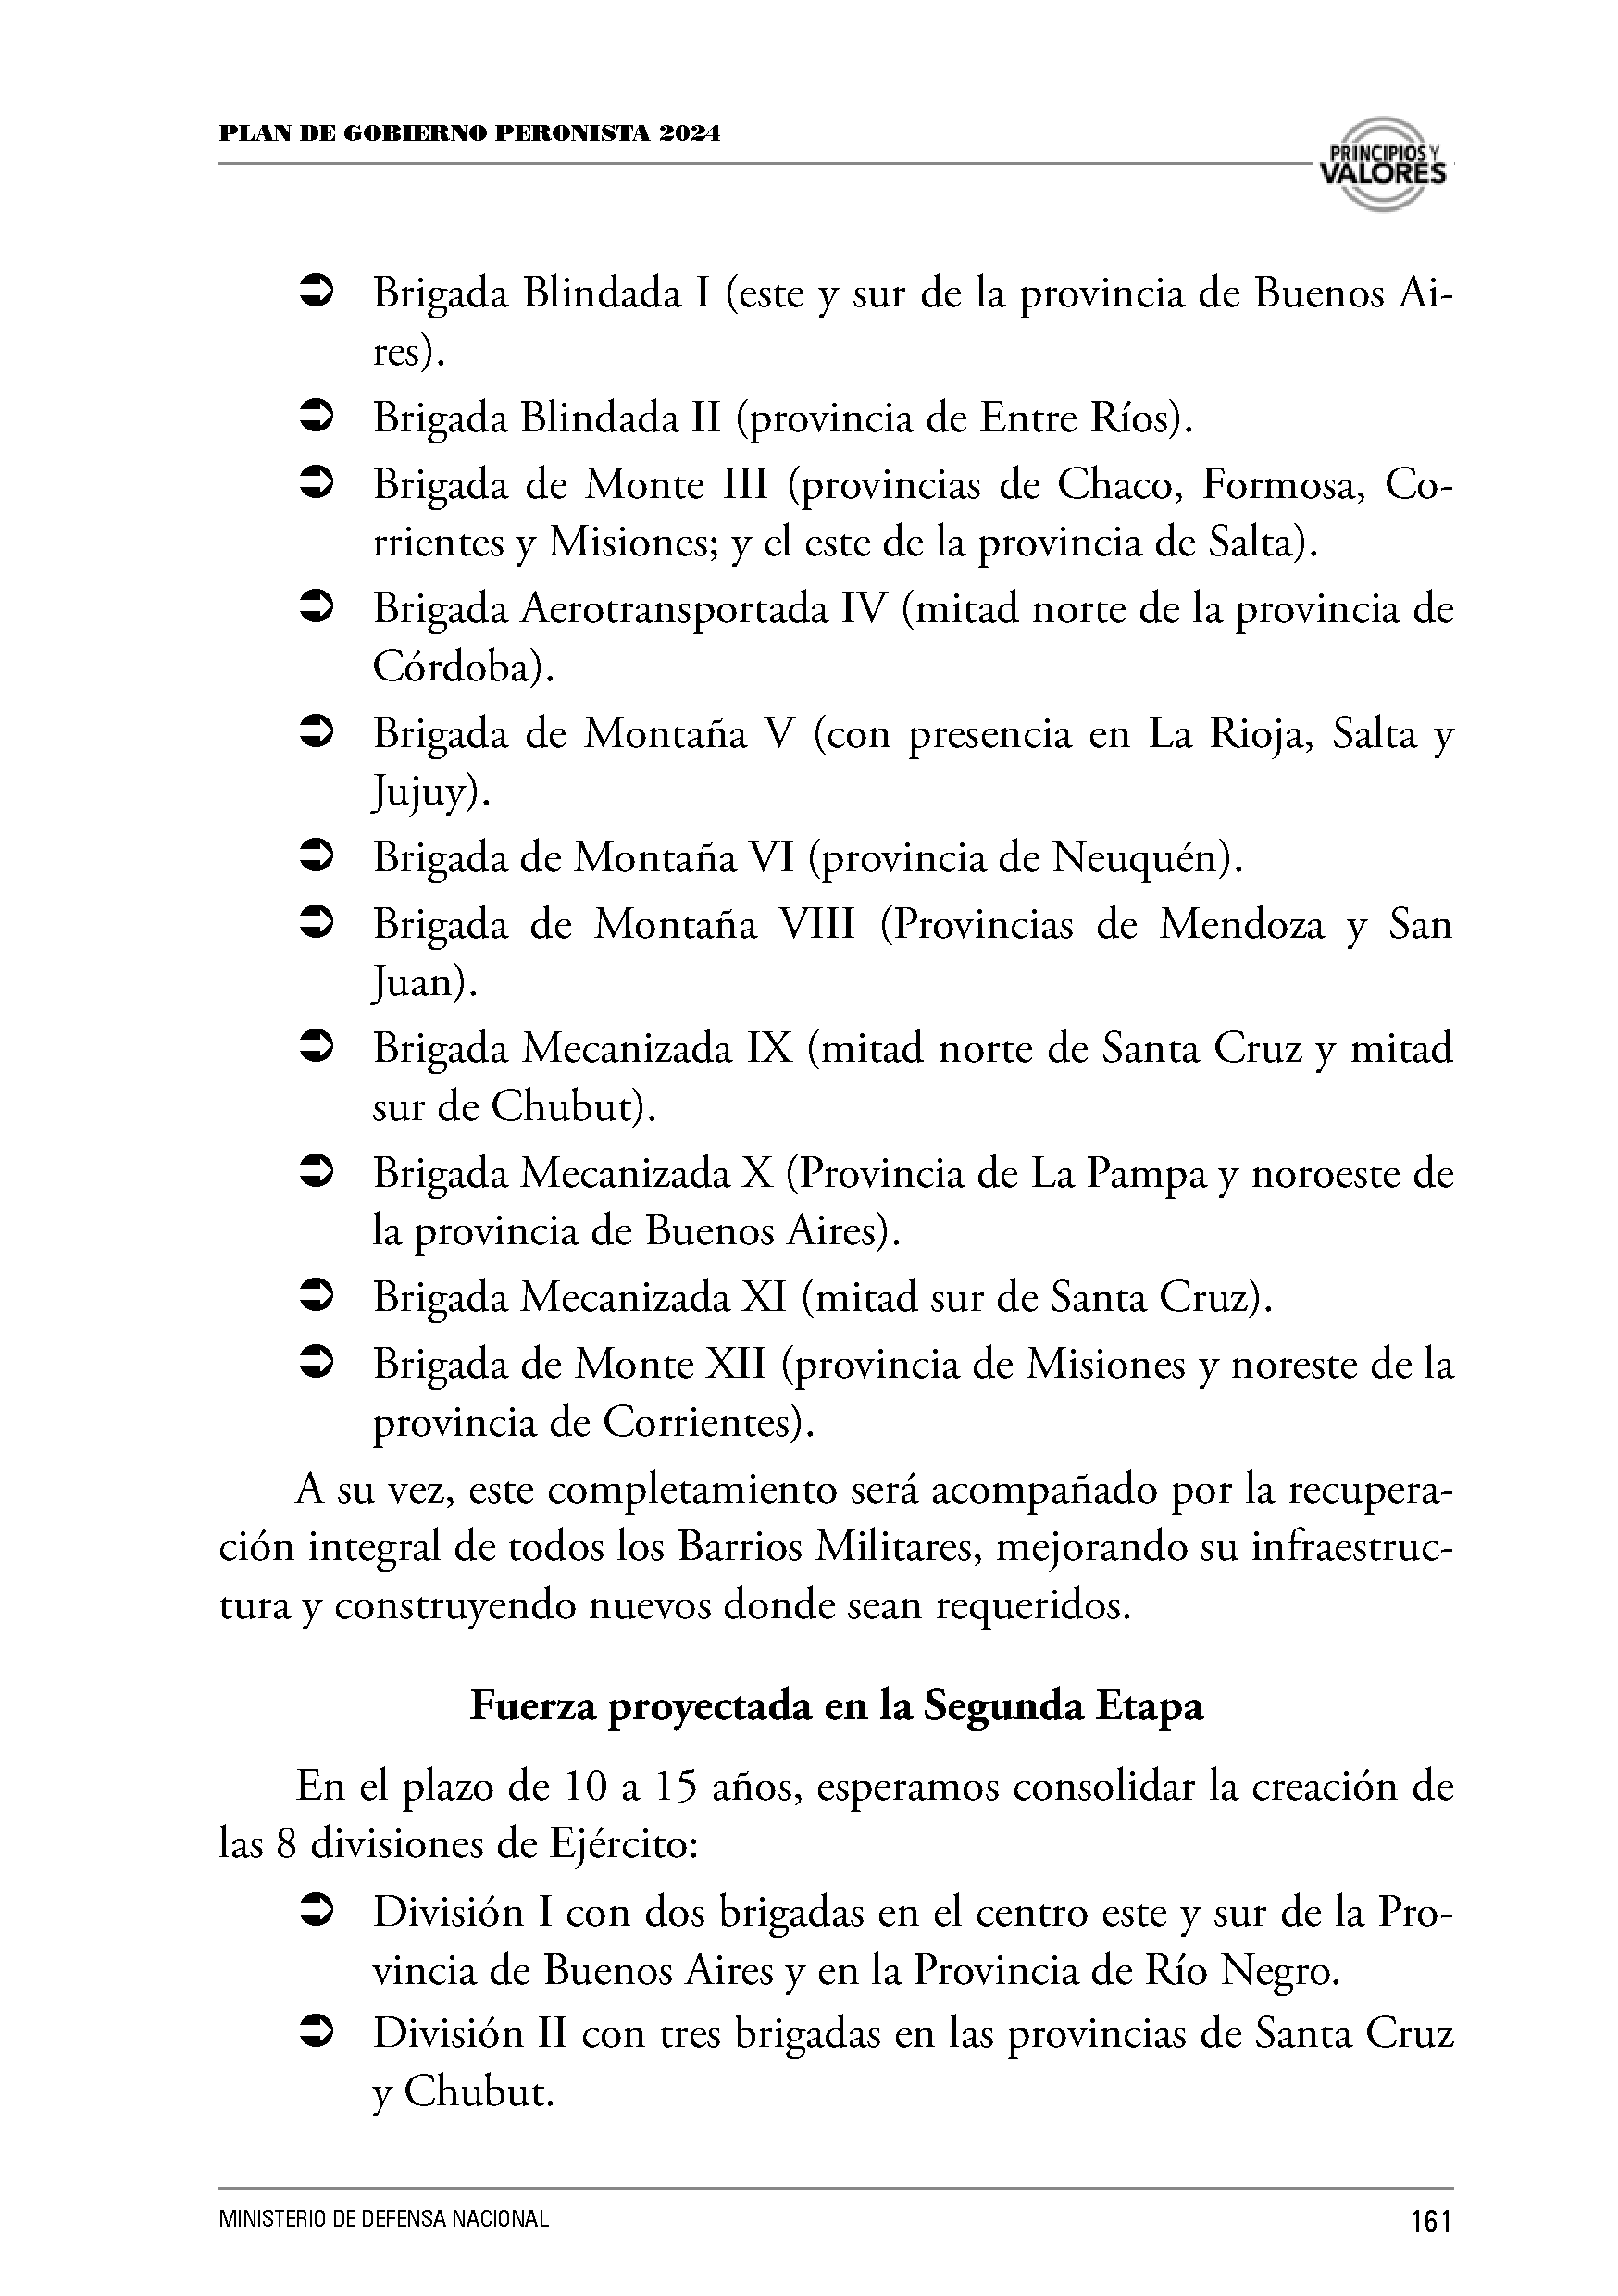 PLAN DE GOBIERNO PERONISTA 2024
PRINCIPIOS Y
VALORES
Brigada Blindada I (este y sur de la provincia de Buenos Ai-
res).
Brigada Blindada II (provincia de Entre Ríos).
Brigada de Monte III (provincias de Chaco, Formosa, Co-
rrientes y Misiones; y el este de la provincia de Salta).
Brigada Aerotransportada IV (mitad norte de la provincia de
Córdoba).
Brigada de Montaña V (con presencia en La Rioja, Salta y
Jujuy).
Brigada de Montaña VI (provincia de Neuquén).
Brigada de Montaña VIII (Provincias de Mendoza y San
Juan).
Brigada Mecanizada IX (mitad norte de Santa Cruz y mitad
sur de Chubut).
Brigada Mecanizada X (Provincia de La Pampa y noroeste de
la provincia de Buenos Aires).
Brigada Mecanizada XI (mitad sur de Santa Cruz).
Brigada de Monte XII (provincia de Misiones y noreste de la
provincia de Corrientes).
A su vez, este completamiento será acompañado por la recupera-
ción integral de todos los Barrios Militares, mejorando su infraestruc-
tura y construyendo nuevos donde sean requeridos.
Fuerza proyectada en la Segunda Etapa
En el plazo de 10 a 15 años, esperamos consolidar la creación de
las 8 divisiones de Ejército:
División I con dos brigadas en el centro este y sur de la Pro-
vincia de Buenos Aires y en la Provincia de Río Negro.
División II con tres brigadas en las provincias de Santa Cruz
y Chubut.
MINISTERIO DE DEFENSA NACIONAL
161